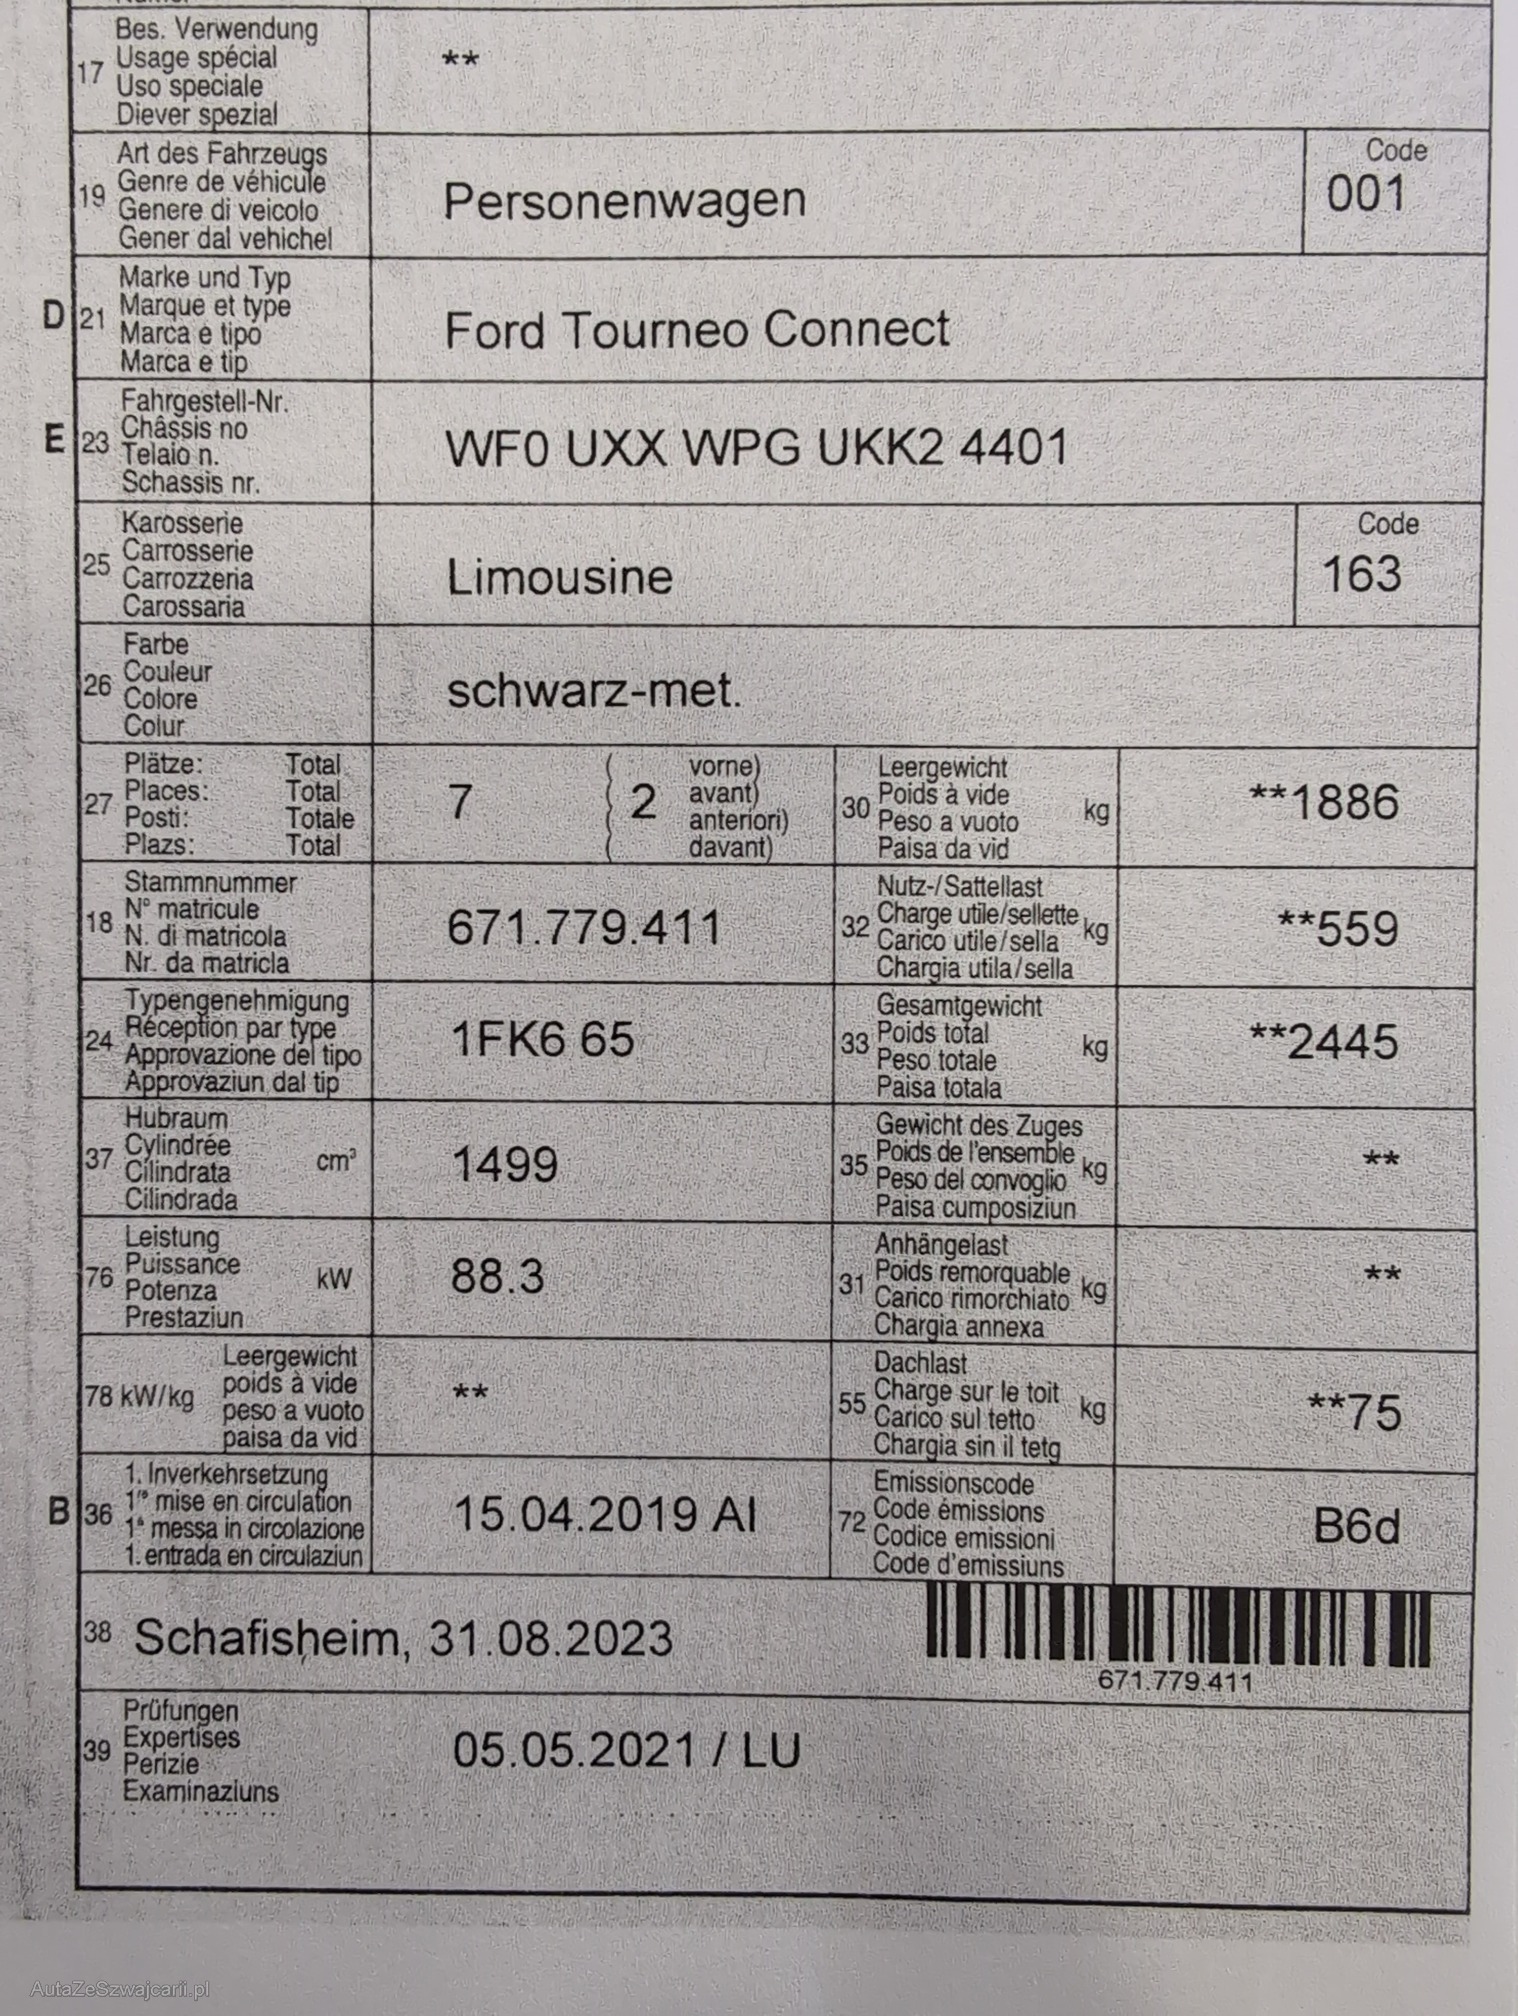 17
Bes. Verwendung
Usage spécial
Uso speciale
Diever spezial
**
19
Art des Fahrzeugs
Genre de véhicule
Genere di veicolo
Gener dal vehichel
Personenwagen
Code
001
D
21
Marke und Typ
Marque et type
Marca e tipo
Marca e tip
Ford Tourneo Connect
E
23
Fahrgestell-Nr.
Châssis no
Telaio n.
Schassis nr.
WF0 UXX WPG UKK2 4401
25
Karosserie
Carrosserie
Carrozzeria
Carossaria
Limousine
Code
163
26
Farbe
Couleur
Colore
Colur
schwarz-met.
27
Plätze: Total
Places: Total
Posti: Totale
Plazs: Total
7
( 2 vorne)
( avant)
( anteriori)
( davant)
30
Leergewicht
Poids à vide
Peso a vuoto
Paisa da vid
kg
**1886
18
Stammnummer
N° matricule
N. di matricola
Nr. da matricla
671.779.411
32
Nutz-/Sattellast
Charge utile/sellette
Carico utile/sella
Chargia utila/sella
kg
**559
24
Typengenehmigung
Réception par type
Approvazione del tipo
Approvaziun dal tip
1FK6 65
33
Gesamtgewicht
Poids total
Peso totale
Paisa totala
kg
**2445
37
Hubraum
Cylindrée
Cilindrata
Cilindrada
cm³
1499
35
Gewicht des Zuges
Poids de l'ensemble
Peso del convoglio
Paisa cumposiziun
kg
**
76
Leistung
Puissance
Potenza
Prestaziun
kW
88.3
31
Anhängelast
Poids remorquable
Carico rimorchiato
Chargia annexa
kg
**
78 kW/kg
Leergewicht
poids à vide
peso a vuoto
paisa da vid
**
55
Dachlast
Charge sur le toit
Carico sul tetto
Chargia sin il tetg
kg
**75
B
36
1. Inverkehrsetzung
1re mise en circulation
1a messa in circolazione
1. entrada en circulaziun
15.04.2019 AI
72
Emissionscode
Code émissions
Codice emissioni
Code d'emissiuns
B6d
38
Schafisheim, 31.08.2023
671.779.411
39
Prüfungen
Expertises
Perizie
Examinaziuns
05.05.2021 / LU
AutaZeSzwajcarii.pl